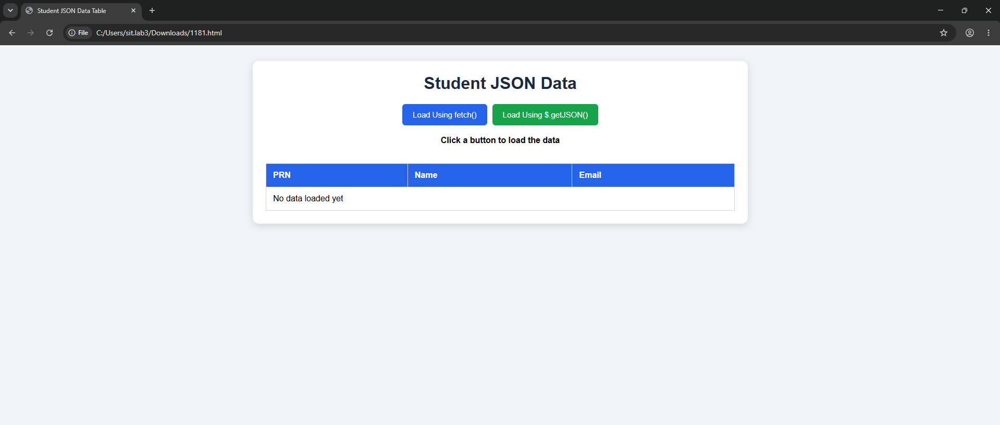 Student JSON Data Table
File
C:/Users/sit.lab3/Downloads/1181.html
Student JSON Data
Load Using fetch()
Load Using $.getJSON()
Click a button to load the data
PRN
Name
Email
No data loaded yet